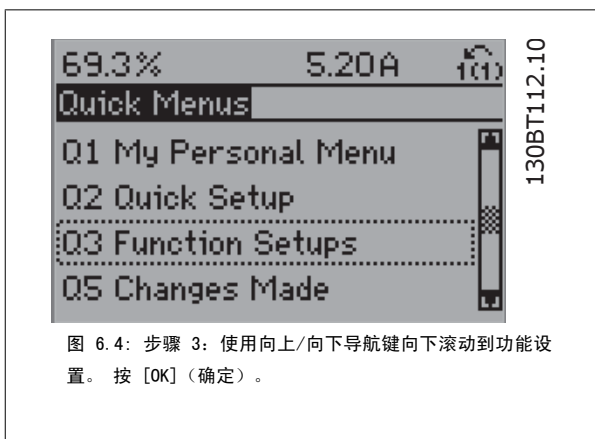 69.3% 5.20A 1(1)
Quick Menus
Q1 My Personal Menu
Q2 Quick Setup
Q3 Function Setups
Q5 Changes Made
130BT112.10
图 6.4: 步骤 3：使用向上/向下导航键向下滚动到功能设
置。 按 [OK]（确定）。